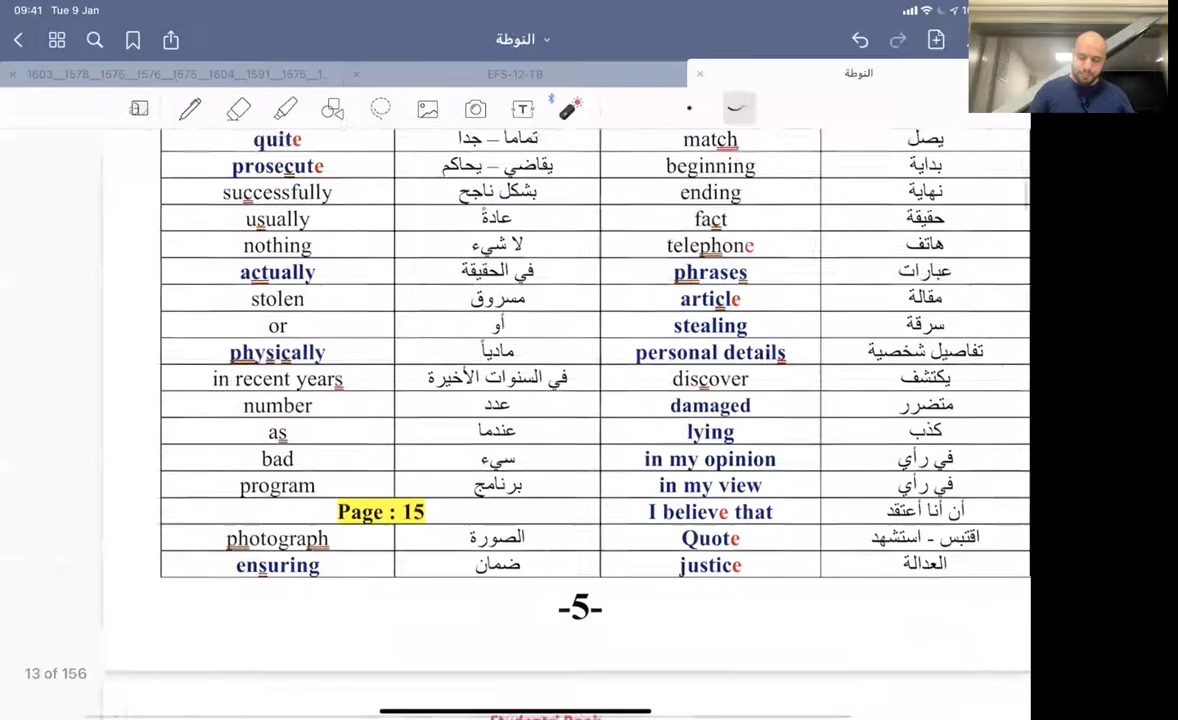 09:41 Tue 9 Jan
النوطة
1603__1578__1575__1576__1575__1604__1591__1575__1...
EFS-12-TB
النوطة
quite تماما – جدا match يصل
prosecute يقاضي – يحاكم beginning بداية
successfully بشكل ناجح ending نهاية
usually عادةً fact حقيقة
nothing لا شيء telephone هاتف
actually في الحقيقة phrases عبارات
stolen مسروق article مقالة
or أو stealing سرقة
physically مادياً personal details تفاصيل شخصية
in recent years في السنوات الأخيرة discover يكتشف
number عدد damaged متضرر
as عندما lying كذب
bad سيء in my opinion في رأي
program برنامج in my view في رأي
Page : 15 I believe that أن أنا أعتقد
photograph الصورة Quote اقتبس - استشهد
ensuring ضمان justice العدالة
-5-
13 of 156